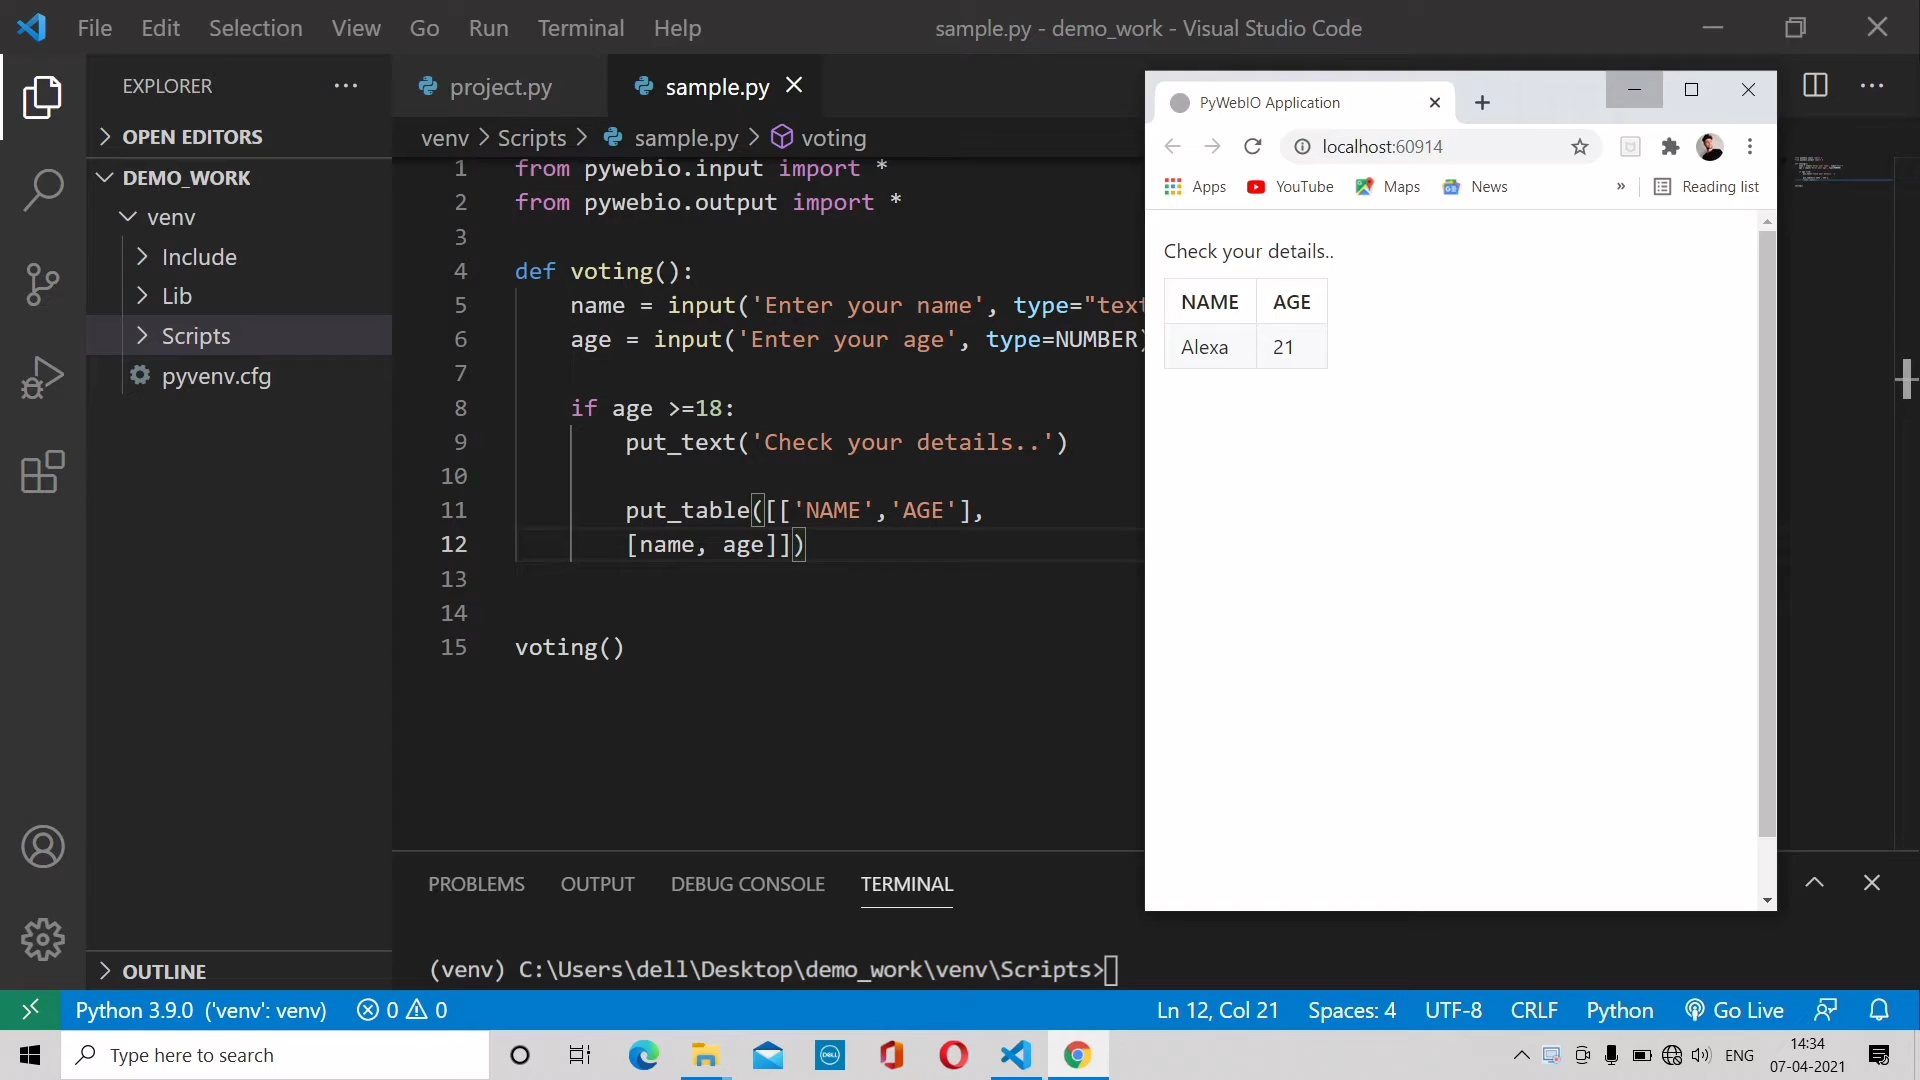 File Edit Selection View Go Run Terminal Help
sample.py - demo_work - Visual Studio Code
EXPLORER
OPEN EDITORS
DEMO_WORK
venv
Include
Lib
Scripts
pyvenv.cfg
OUTLINE
project.py
sample.py
venv > Scripts > sample.py > voting
1 from pywebio.input import *
2 from pywebio.output import *
3
4 def voting():
5 name = input('Enter your name', type="text
6 age = input('Enter your age', type=NUMBER)
7
8 if age >=18:
9 put_text('Check your details..')
10
11 put_table([['NAME','AGE'],
12 [name, age]])
13
14
15 voting()
PROBLEMS OUTPUT DEBUG CONSOLE TERMINAL
(venv) C:\Users\dell\Desktop\demo_work\venv\Scripts>
PyWebIO Application
localhost:60914
Apps YouTube Maps News » Reading list
Check your details..
NAME AGE
Alexa 21
Python 3.9.0 ('venv': venv) 0 0
Ln 12, Col 21 Spaces: 4 UTF-8 CRLF Python Go Live
Type here to search
DELL
ENG
14:34
07-04-2021